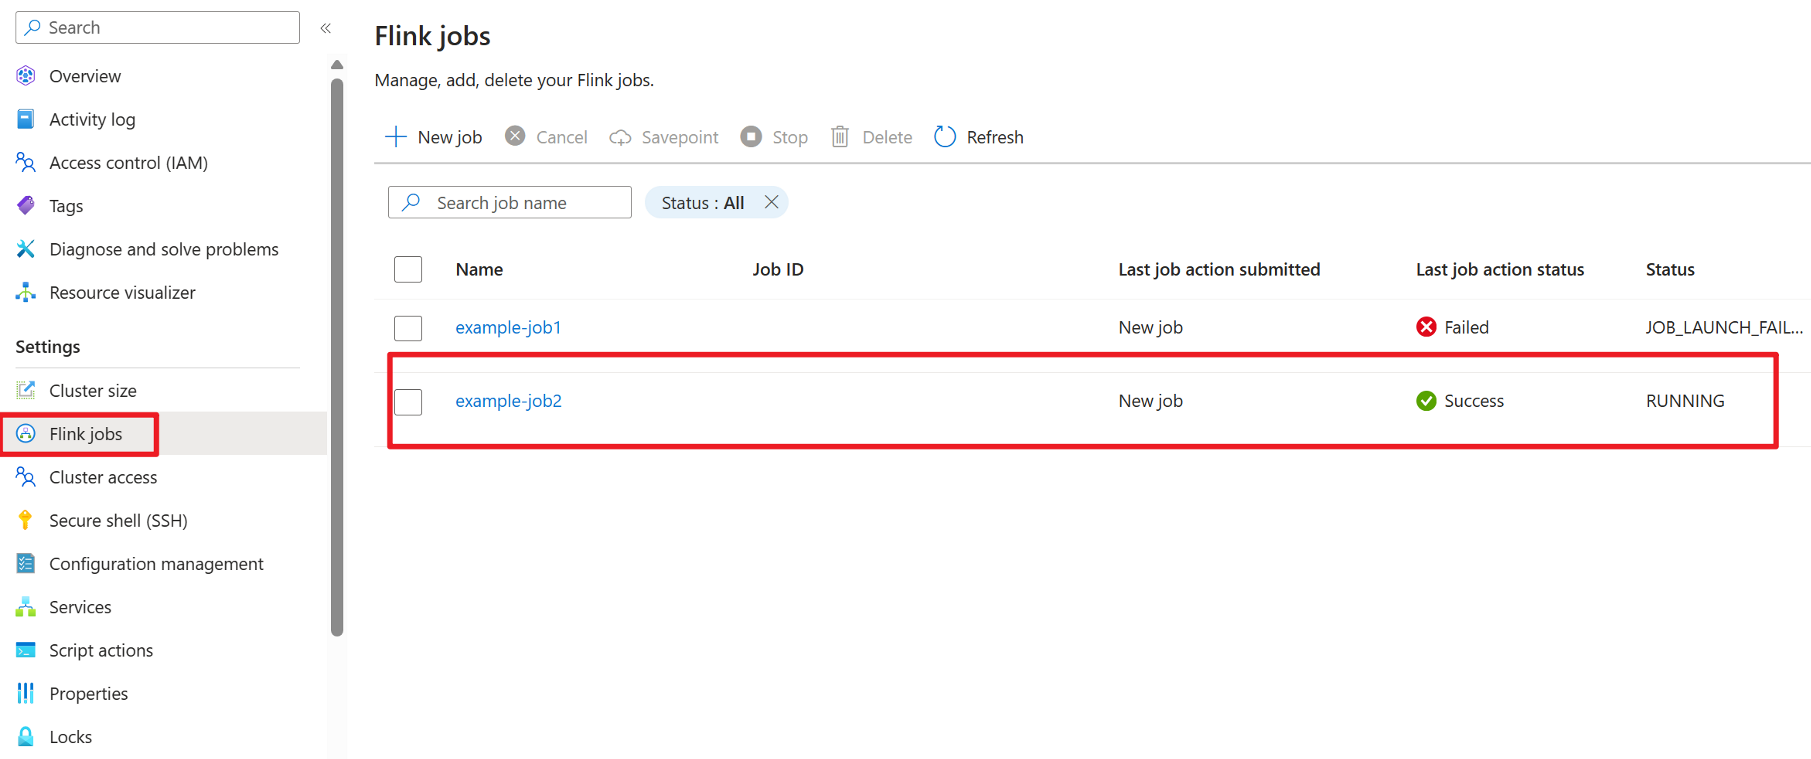 Search
«
Overview
Activity log
Access control (IAM)
Tags
Diagnose and solve problems
Resource visualizer
Settings
Cluster size
Flink jobs
Cluster access
Secure shell (SSH)
Configuration management
Services
Script actions
Properties
Locks
Flink jobs
Manage, add, delete your Flink jobs.
New job Cancel Savepoint Stop Delete Refresh
Search job name Status : All
Name Job ID Last job action submitted Last job action status Status
example-job1 New job Failed JOB_LAUNCH_FAIL...
example-job2 New job Success RUNNING